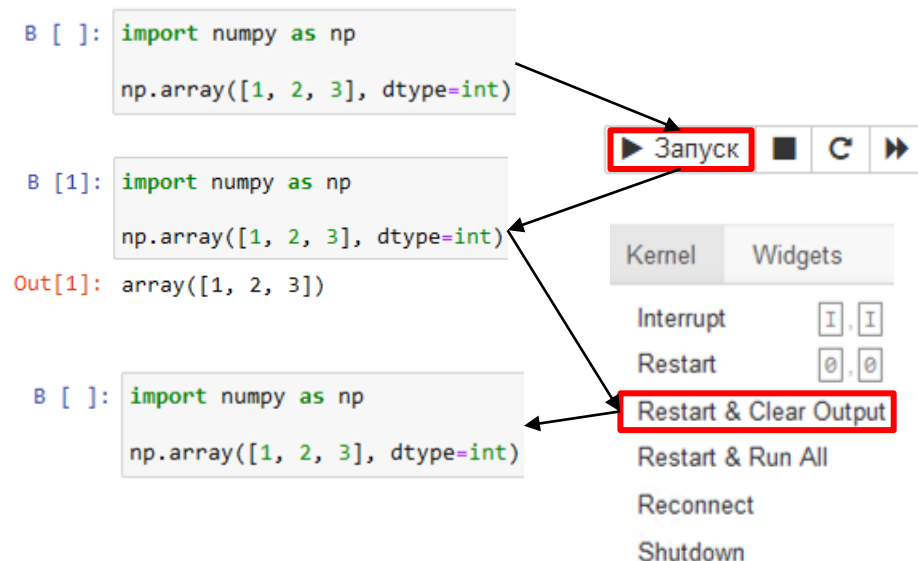 В [ ]: import numpy as np
np.array([1, 2, 3], dtype=int)
Запуск
В [1]: import numpy as np
np.array([1, 2, 3], dtype=int)
Out[1]: array([1, 2, 3])
Kernel Widgets
Interrupt I,I
Restart 0,0
Restart & Clear Output
Restart & Run All
Reconnect
Shutdown
В [ ]: import numpy as np
np.array([1, 2, 3], dtype=int)